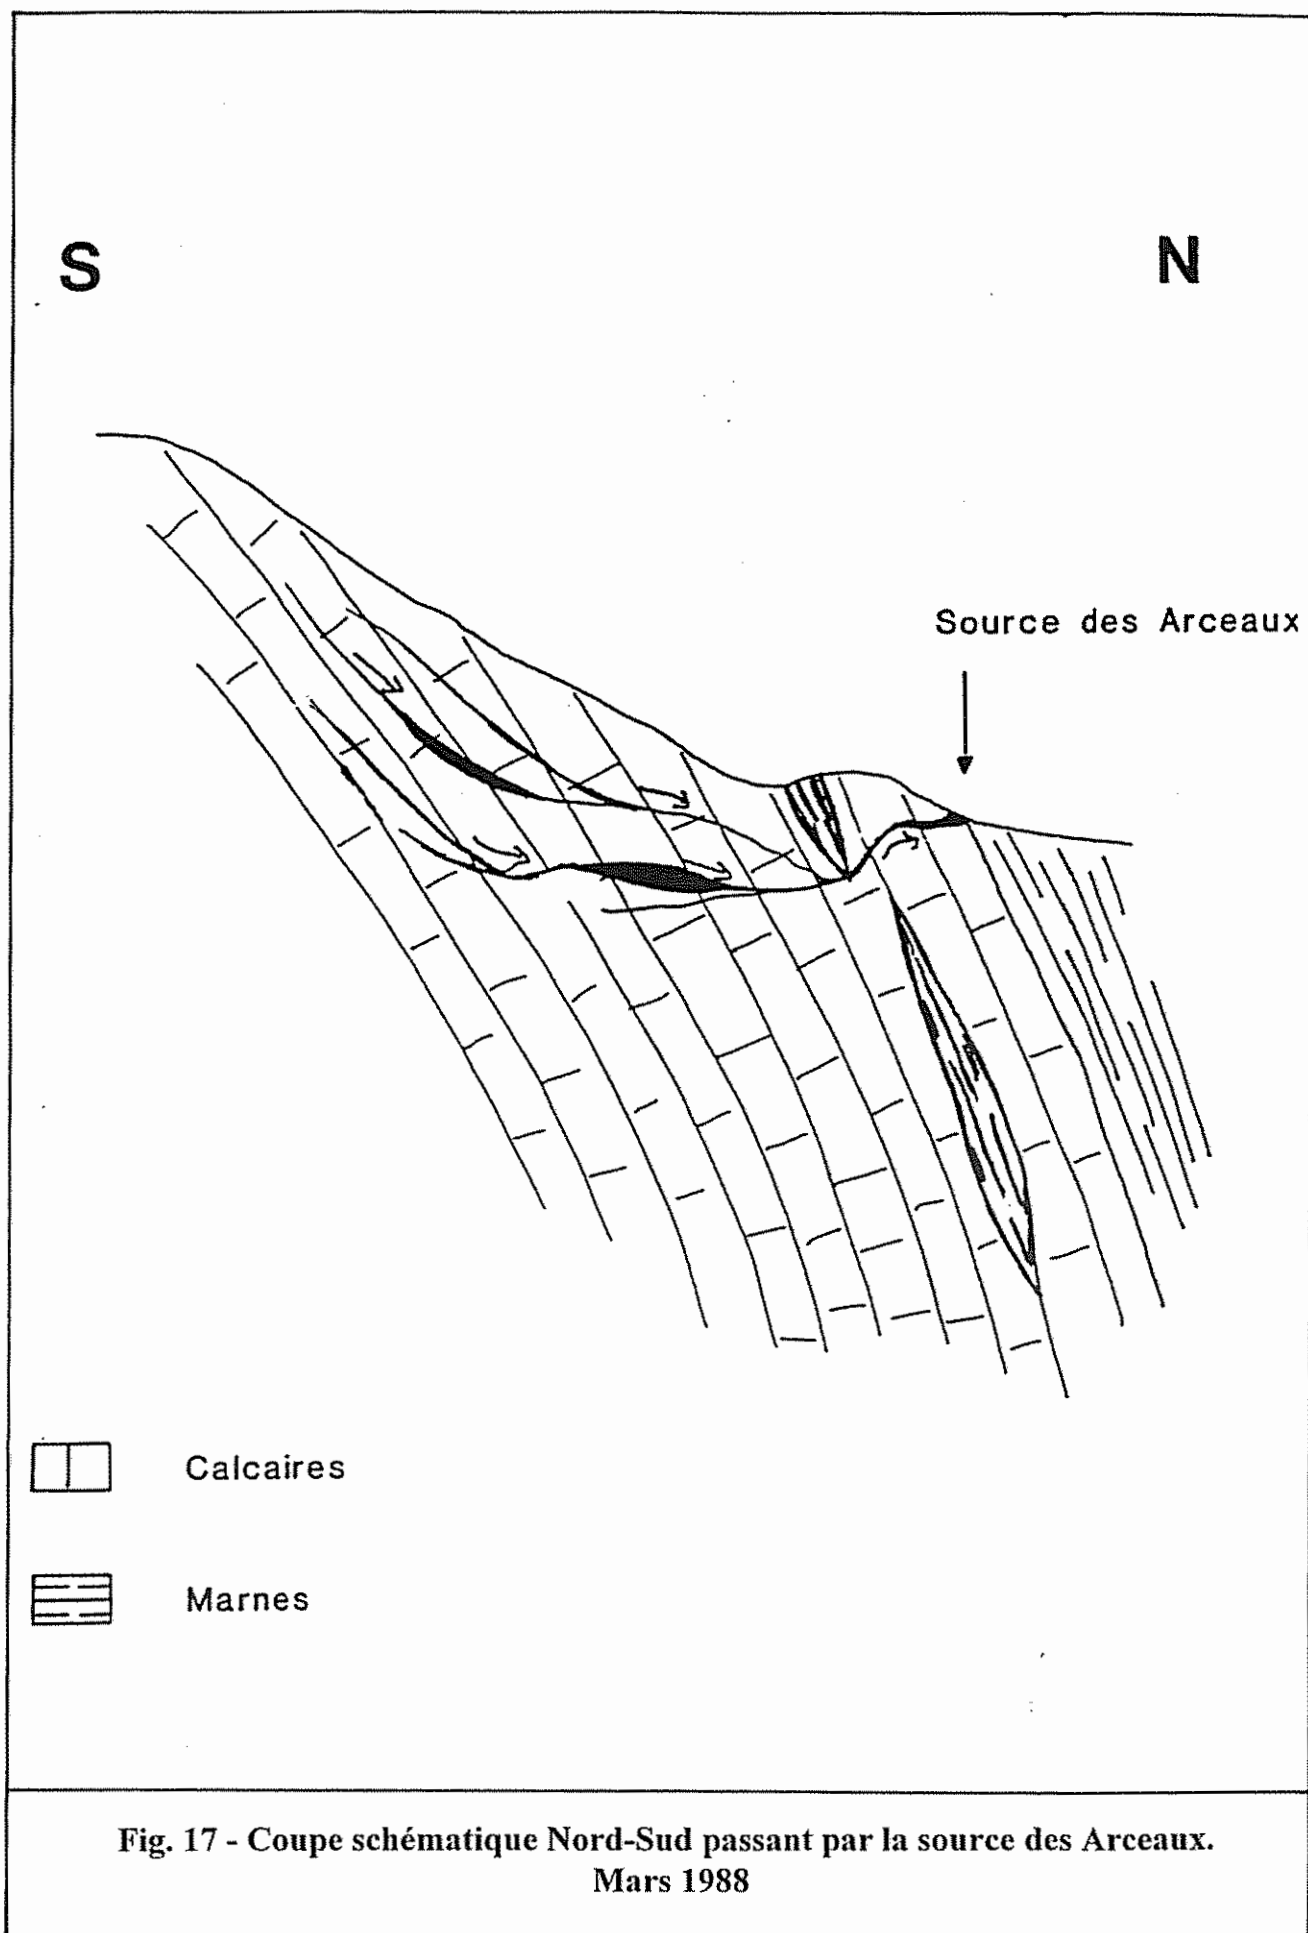 S
N
Source des Arceaux
Calcaires
Marnes
Fig. 17 - Coupe schématique Nord-Sud passant par la source des Arceaux.
Mars 1988